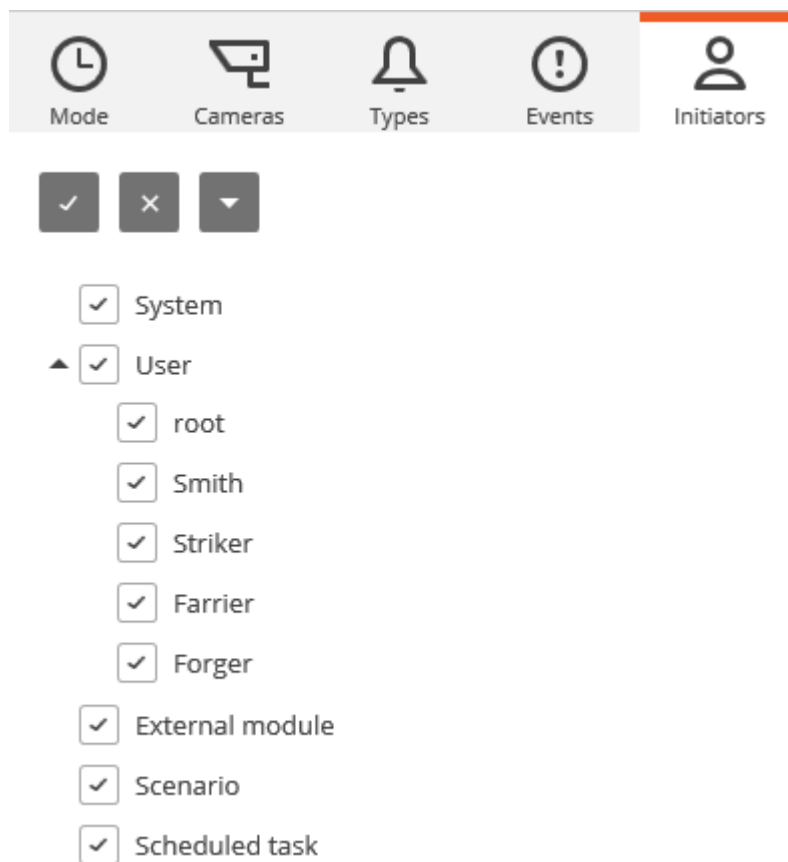 Mode Cameras Types Events Initiators
System
User
root
Smith
Striker
Farrier
Forger
External module
Scenario
Scheduled task